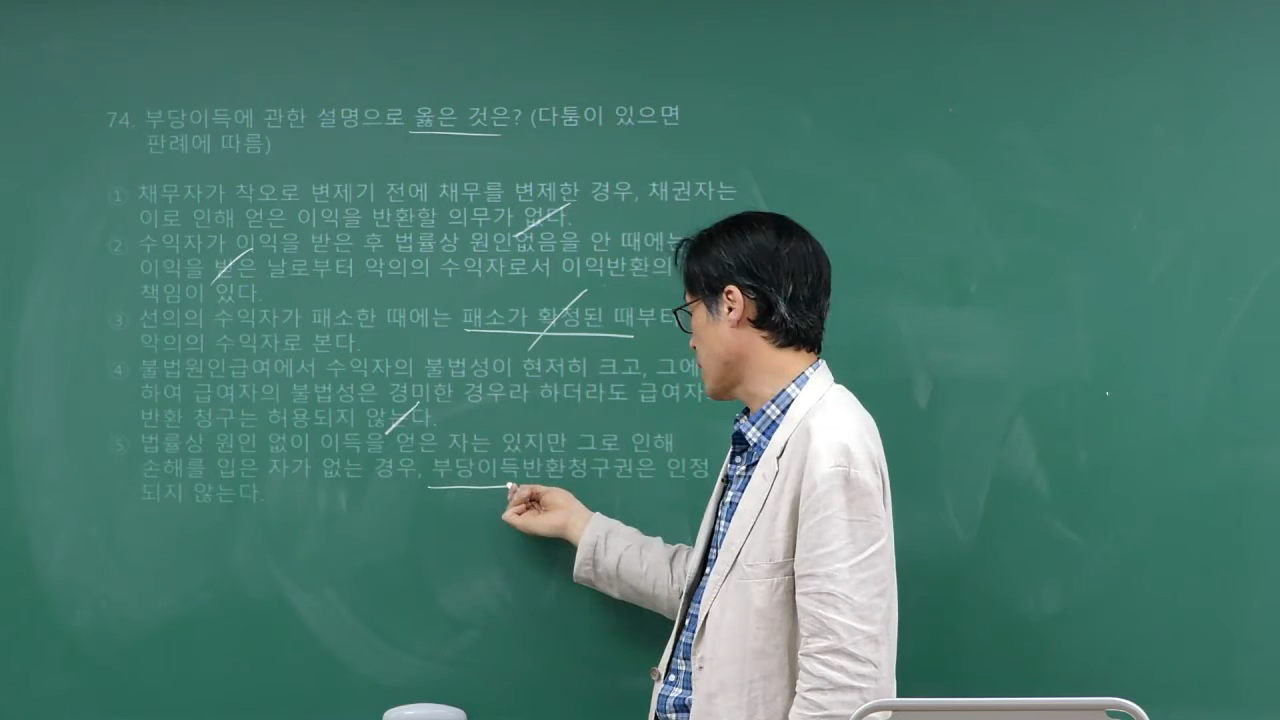 74. 부당이득에 관한 설명으로 옳은 것은? (다툼이 있으면
판례에 따름)
① 채무자가 착오로 변제기 전에 채무를 변제한 경우, 채권자는
이로 인해 얻은 이익을 반환할 의무가 없다.
② 수익자가 이익을 받은 후 법률상 원인없음을 안 때에는
이익을 받은 날로부터 악의의 수익자로서 이익반환의
책임이 있다.
③ 선의의 수익자가 패소한 때에는 패소가 확정된 때부터
악의의 수익자로 본다.
④ 불법원인급여에서 수익자의 불법성이 현저히 크고, 그에
하여 급여자의 불법성은 경미한 경우라 하더라도 급여자
반환 청구는 허용되지 않는다.
⑤ 법률상 원인 없이 이득을 얻은 자는 있지만 그로 인해
손해를 입은 자가 없는 경우, 부당이득반환청구권은 인정
되지 않는다.